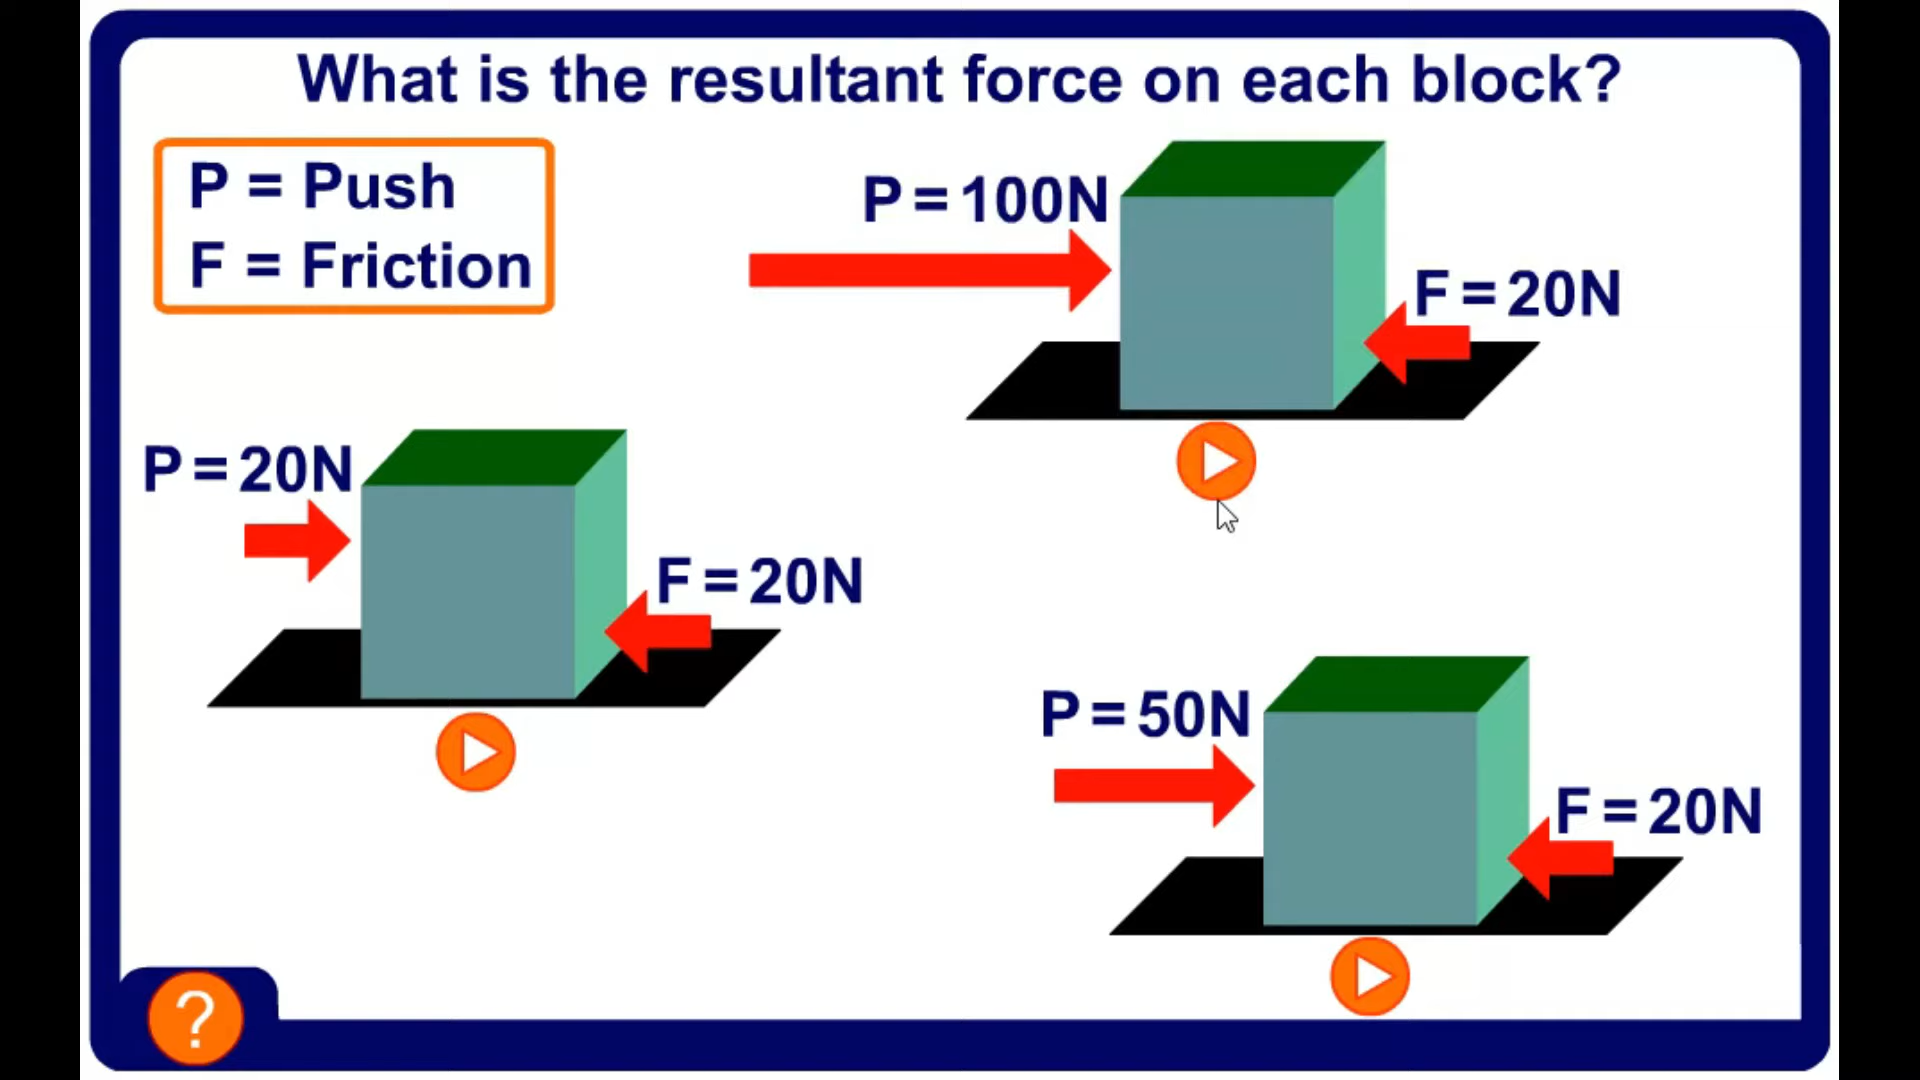 What is the resultant force on each block?
P = Push
F = Friction
P = 100N
F = 20N
P = 20N
F = 20N
P = 50N
F = 20N
?